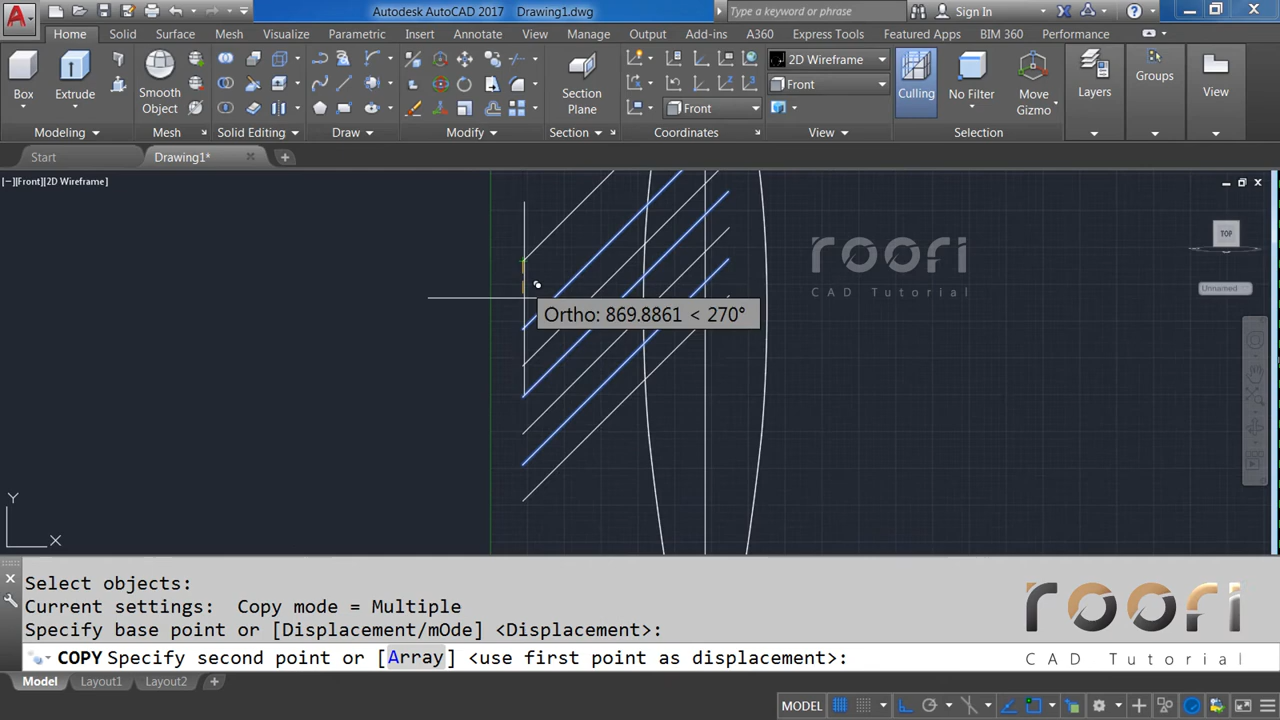 Autodesk AutoCAD 2017 Drawing1.dwg
Type a keyword or phrase
Sign In
Home Solid Surface Mesh Visualize Parametric Insert Annotate View Manage Output Add-ins A360 Express Tools Featured Apps BIM 360 Performance
Box
Extrude
Smooth
Object
Section
Plane
2D Wireframe
Front
Front
Culling
No Filter
Move
Gizmo
Layers
Groups
View
Modeling Mesh Solid Editing Draw Modify Section Coordinates View Selection
Start Drawing1*
[−][Front][2D Wireframe]
TOP
Unnamed
roofi
CAD Tutorial
Ortho: 869.8861 < 270°
Y
X
Select objects:
Current settings: Copy mode = Multiple
Specify base point or [Displacement/mOde] <Displacement>:
COPY Specify second point or [Array] <use first point as displacement>:
roofi
CAD Tutorial
Model Layout1 Layout2
MODEL